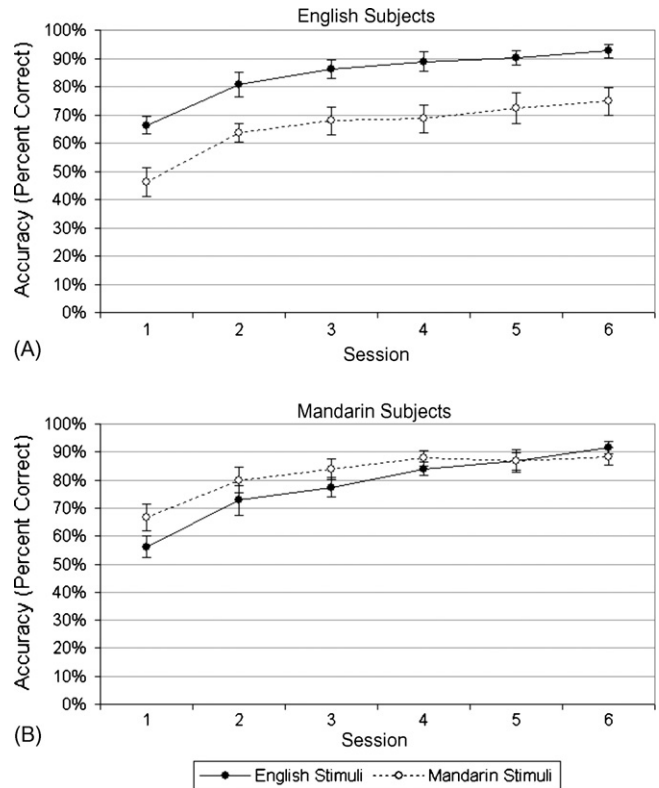 English Subjects
100%
90%
80%
70%
60%
50%
40%
30%
20%
10%
0%
Accuracy (Percent Correct)
1 2 3 4 5 6
Session
(A)
Mandarin Subjects
100%
90%
80%
70%
60%
50%
40%
30%
20%
10%
0%
Accuracy (Percent Correct)
1 2 3 4 5 6
Session
(B)
English Stimuli Mandarin Stimuli